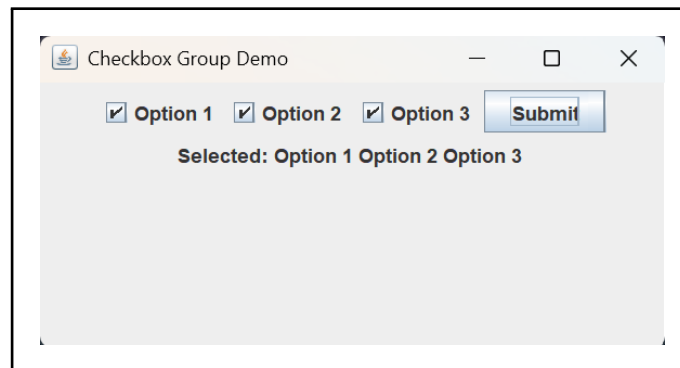 Checkbox Group Demo
Option 1 Option 2 Option 3 Submit
Selected: Option 1 Option 2 Option 3